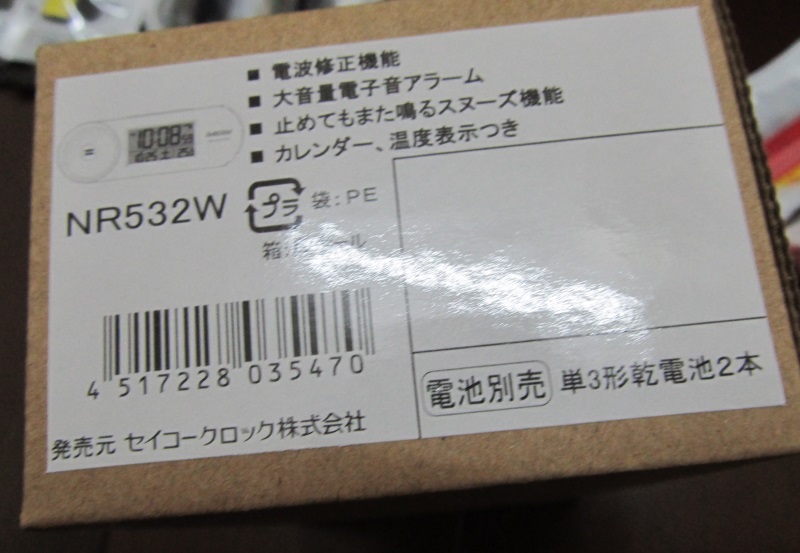 ■ 電波修正機能
■ 大音量電子音アラーム
■ 止めてもまた鳴るスヌーズ機能
■ カレンダー、温度表示つき
10:08
NR532W
プラ
袋:PE
箱:
電池別売 単3形乾電池2本
4 517228 035470
発売元 セイコークロック株式会社